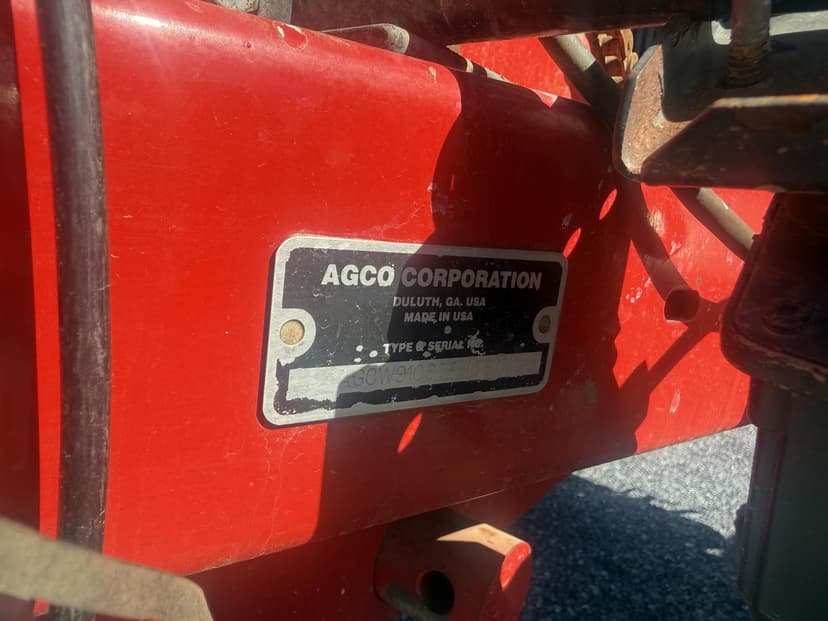 AGCO CORPORATION
DULUTH, GA. USA
MADE IN USA
TYPE & SERIAL NO.